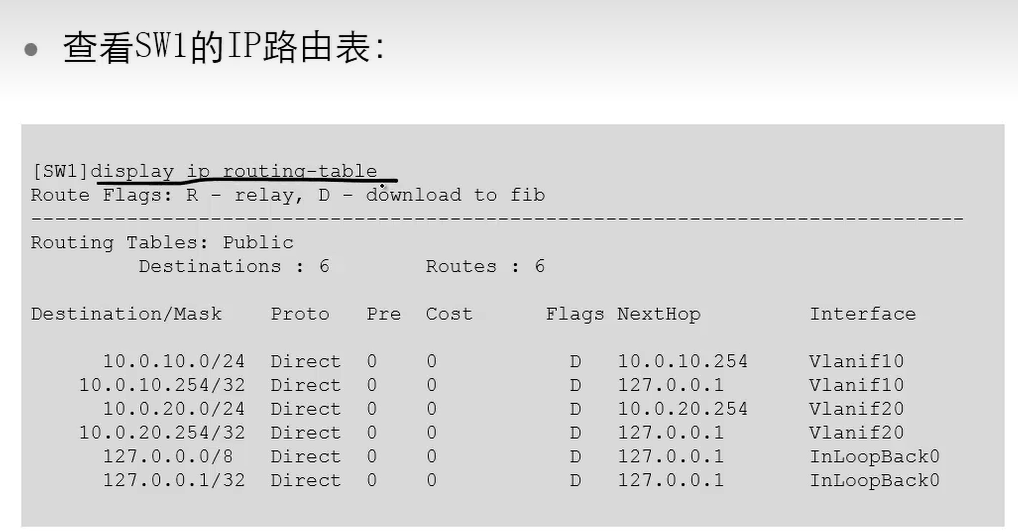 • 查看SW1的IP路由表:
[SW1]display ip routing-table
Route Flags: R - relay, D - download to fib
------------------------------------------------------------------------------
Routing Tables: Public
         Destinations : 6        Routes : 6
Destination/Mask    Proto   Pre  Cost      Flags NextHop         Interface
      10.0.10.0/24  Direct  0    0           D   10.0.10.254     Vlanif10
    10.0.10.254/32  Direct  0    0           D   127.0.0.1       Vlanif10
      10.0.20.0/24  Direct  0    0           D   10.0.20.254     Vlanif20
    10.0.20.254/32  Direct  0    0           D   127.0.0.1       Vlanif20
      127.0.0.0/8   Direct  0    0           D   127.0.0.1       InLoopBack0
      127.0.0.1/32  Direct  0    0           D   127.0.0.1       InLoopBack0